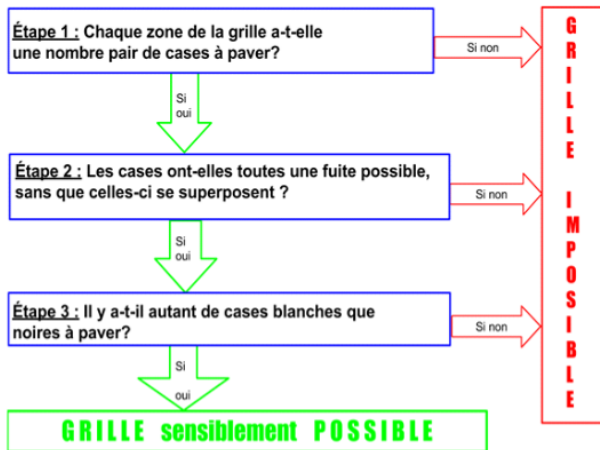 Étape 1 : Chaque zone de la grille a-t-elle
une nombre pair de cases à paver?
Si non
Si
oui
Étape 2 : Les cases ont-elles toutes une fuite possible,
sans que celles-ci se superposent ?
Si non
Si
oui
Étape 3 : Il y a-t-il autant de cases blanches que
noires à paver?
Si non
Si
oui
GRILLE sensiblement POSSIBLE
GRILLE IMPOSIBLE